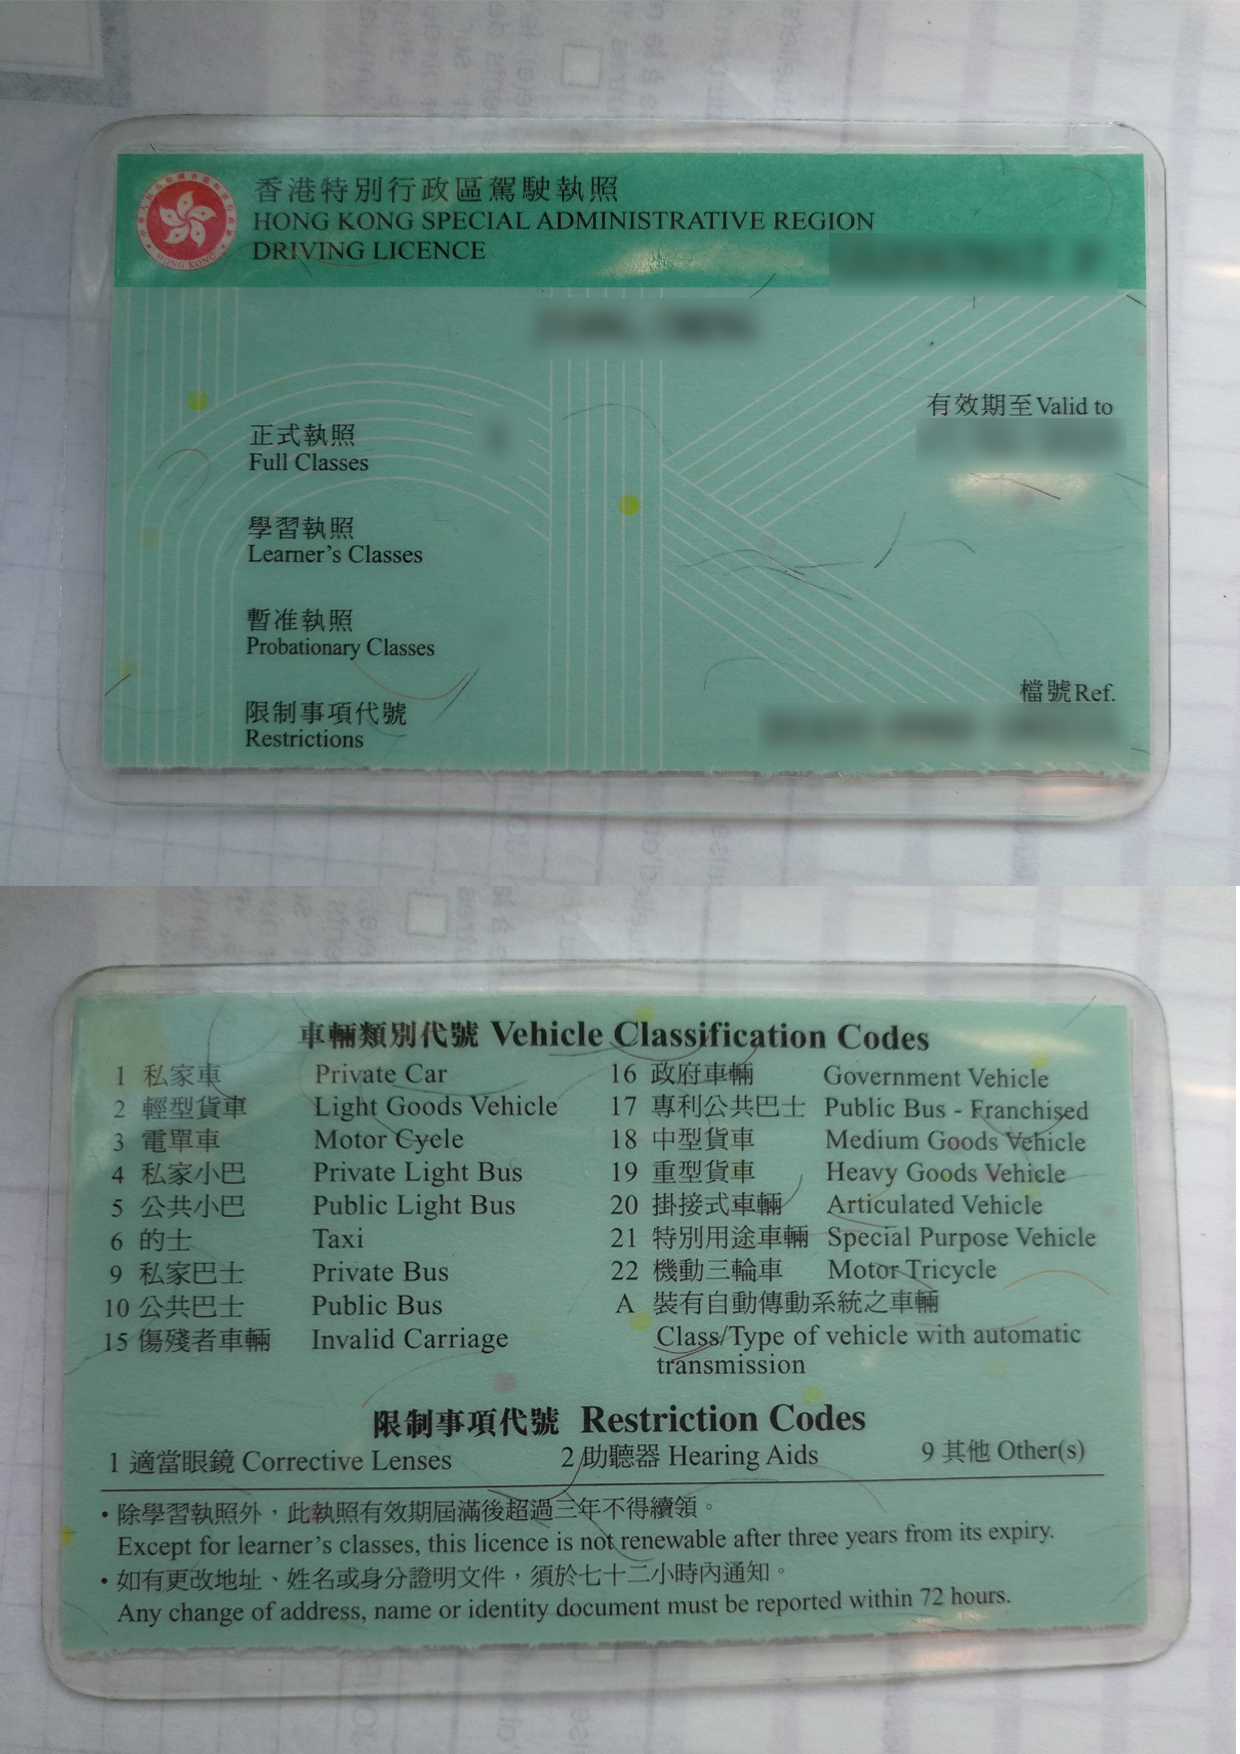 香港特別行政區駕駛執照
HONG KONG SPECIAL ADMINISTRATIVE REGION
DRIVING LICENCE
HONG KONG
有效期至Valid to
正式執照
Full Classes
學習執照
Learner's Classes
暫准執照
Probationary Classes
檔號Ref.
限制事項代號
Restrictions
車輛類別代號 Vehicle Classification Codes
1 私家車 Private Car
2 輕型貨車 Light Goods Vehicle
3 電單車 Motor Cycle
4 私家小巴 Private Light Bus
5 公共小巴 Public Light Bus
6 的士 Taxi
9 私家巴士 Private Bus
10 公共巴士 Public Bus
15 傷殘者車輛 Invalid Carriage
16 政府車輛 Government Vehicle
17 專利公共巴士 Public Bus - Franchised
18 中型貨車 Medium Goods Vehicle
19 重型貨車 Heavy Goods Vehicle
20 掛接式車輛 Articulated Vehicle
21 特別用途車輛 Special Purpose Vehicle
22 機動三輪車 Motor Tricycle
A 裝有自動傳動系統之車輛
Class/Type of vehicle with automatic
transmission
限制事項代號 Restriction Codes
1 適當眼鏡 Corrective Lenses 2 助聽器 Hearing Aids 9 其他 Other(s)
• 除學習執照外，此執照有效期屆滿後超過三年不得續領。
Except for learner's classes, this licence is not renewable after three years from its expiry.
• 如有更改地址、姓名或身分證明文件，須於七十二小時內通知。
Any change of address, name or identity document must be reported within 72 hours.